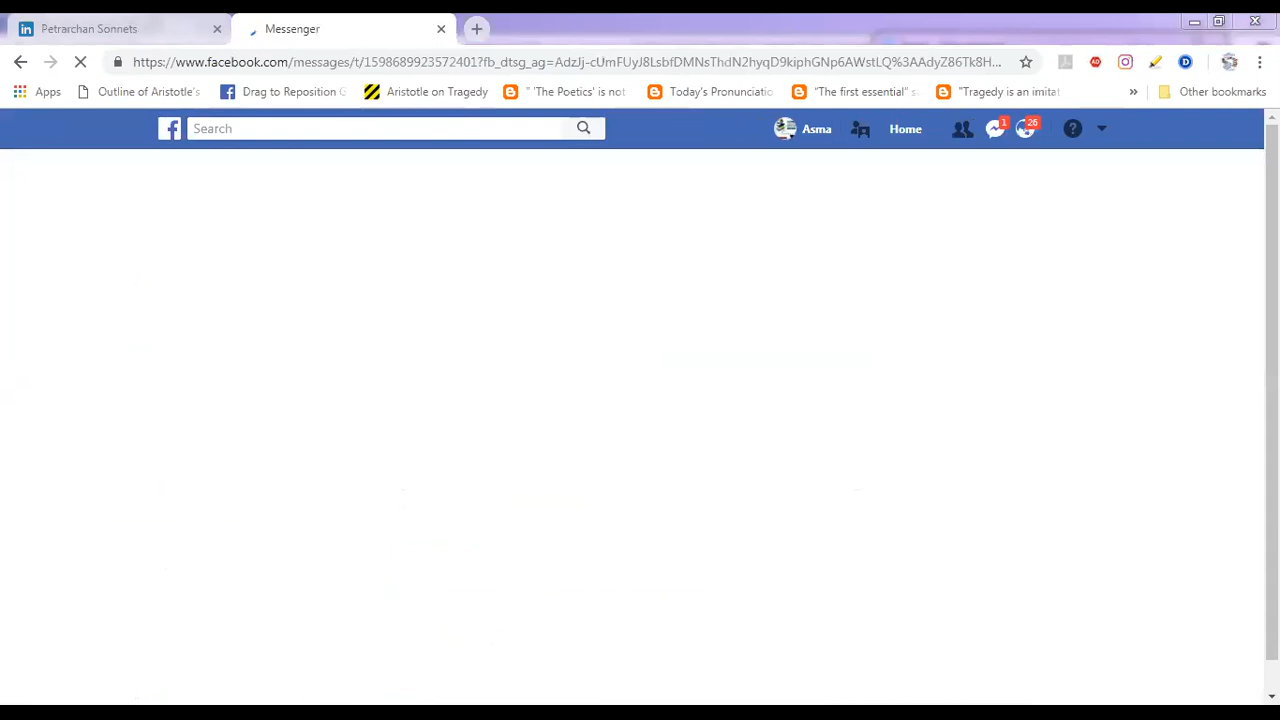 Petrarchan Sonnets
Messenger
https://www.facebook.com/messages/t/1598689923572401?fb_dtsg_ag=AdzJj-cUmFUyJ8LsbfDMNsThdN2hyqD9kiphGNp6AWstLQ%3AAdyZ86Tk8H...
Apps Outline of Aristotle's Drag to Reposition G Aristotle on Tragedy "'The Poetics' is not Today's Pronunciatio "The first essential" s "Tragedy is an imitat » Other bookmarks
Search Asma Home 1 26